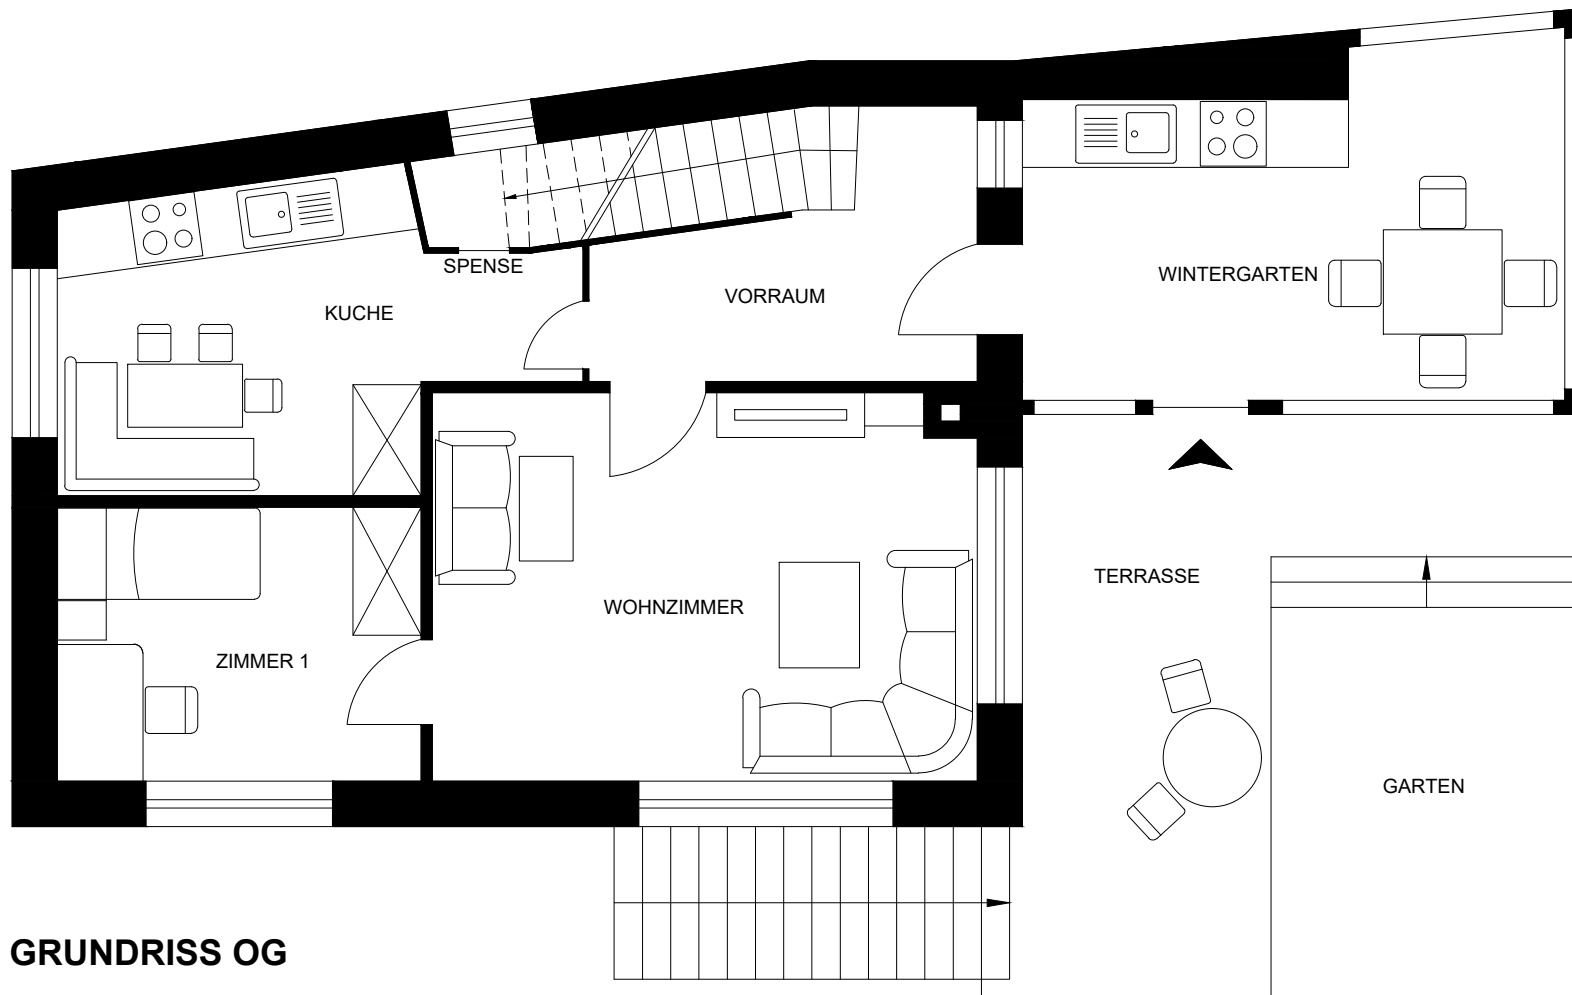 SPENSE
WINTERGARTEN
VORRAUM
KUCHE
TERRASSE
WOHNZIMMER
ZIMMER 1
GARTEN
GRUNDRISS OG